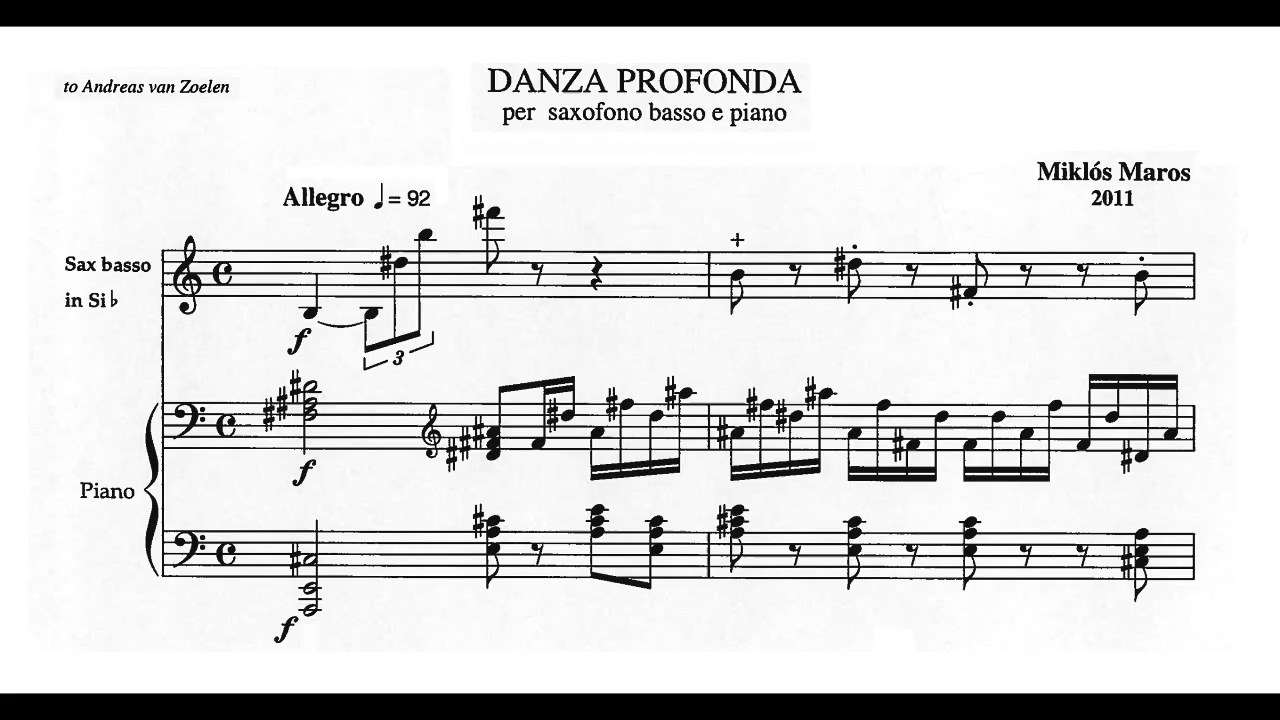 to Andreas van Zoelen
DANZA PROFONDA
per saxofono basso e piano
Miklós Maros
2011
Allegro ♩ = 92
Sax basso
in Si♭
f
3
f
Piano
f